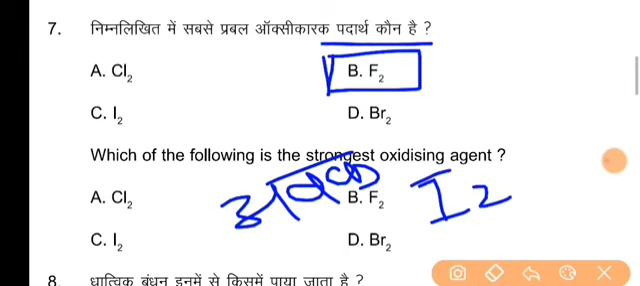 7. निम्नलिखित में सबसे प्रबल ऑक्सीकारक पदार्थ कौन है ?
A. Cl₂ B. F₂
C. I₂ D. Br₂
Which of the following is the strongest oxidising agent ?
A. Cl₂ B. F₂
C. I₂ D. Br₂
I2
8. धात्विक बंधन इनमें से किसमें पाया जाता है ?